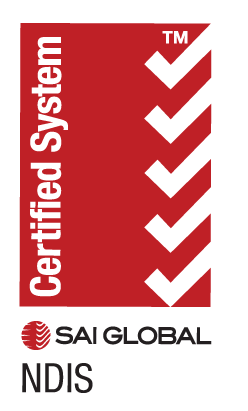 TM
Certified System
SAI GLOBAL
NDIS